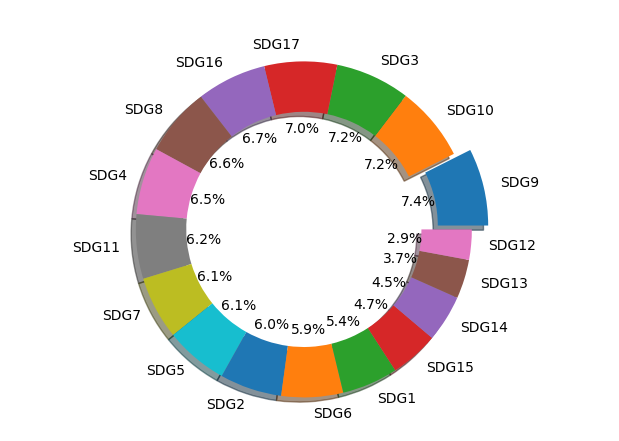 SDG17
SDG3
SDG16
SDG10
SDG8
7.0%
7.2%
6.7%
7.2%
6.6%
SDG4
SDG9
6.5%
7.4%
SDG11
6.2%
2.9%
SDG12
3.7%
6.1%
4.5%
SDG13
SDG7
6.1%
4.7%
6.0%
5.9%
5.4%
SDG14
SDG5
SDG15
SDG2
SDG6
SDG1